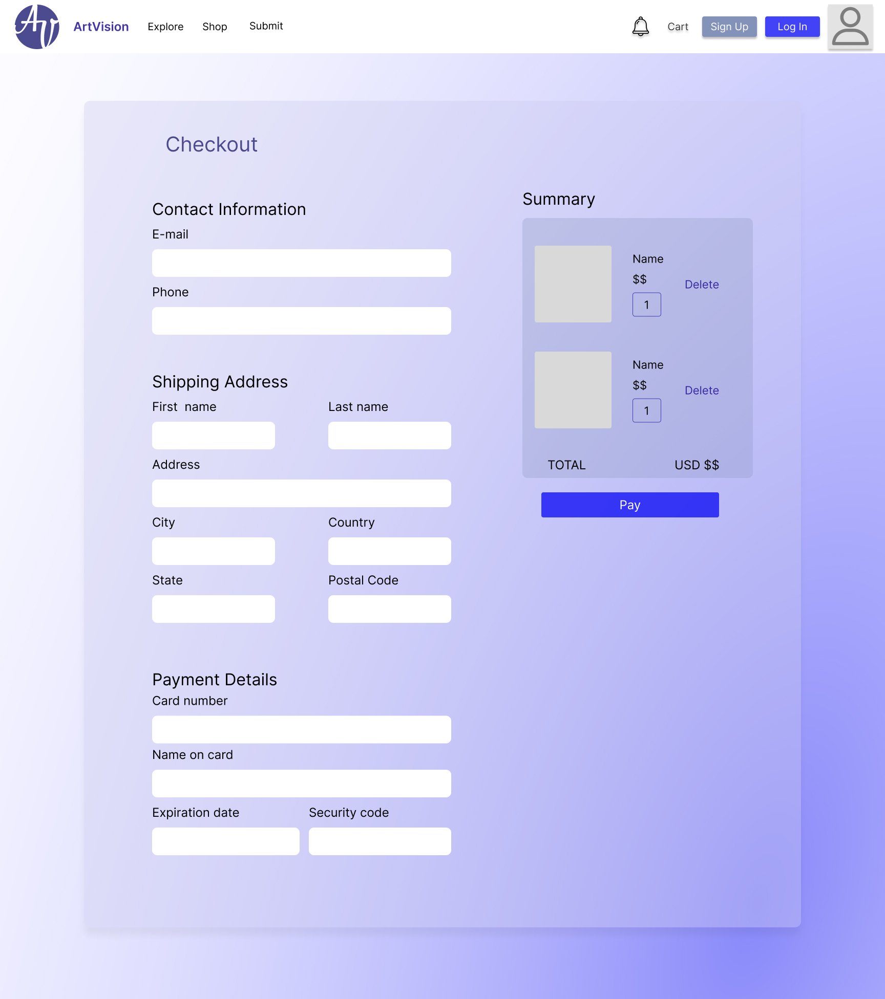 AV
ArtVision
Explore
Shop
Submit
Cart
Sign Up
Log In
Checkout
Contact Information
E-mail
Phone
Shipping Address
First  name
Last name
Address
City
Country
State
Postal Code
Payment Details
Card number
Name on card
Expiration date
Security code
Summary
Name
$$
Delete
1
Name
$$
Delete
1
TOTAL
USD $$
Pay